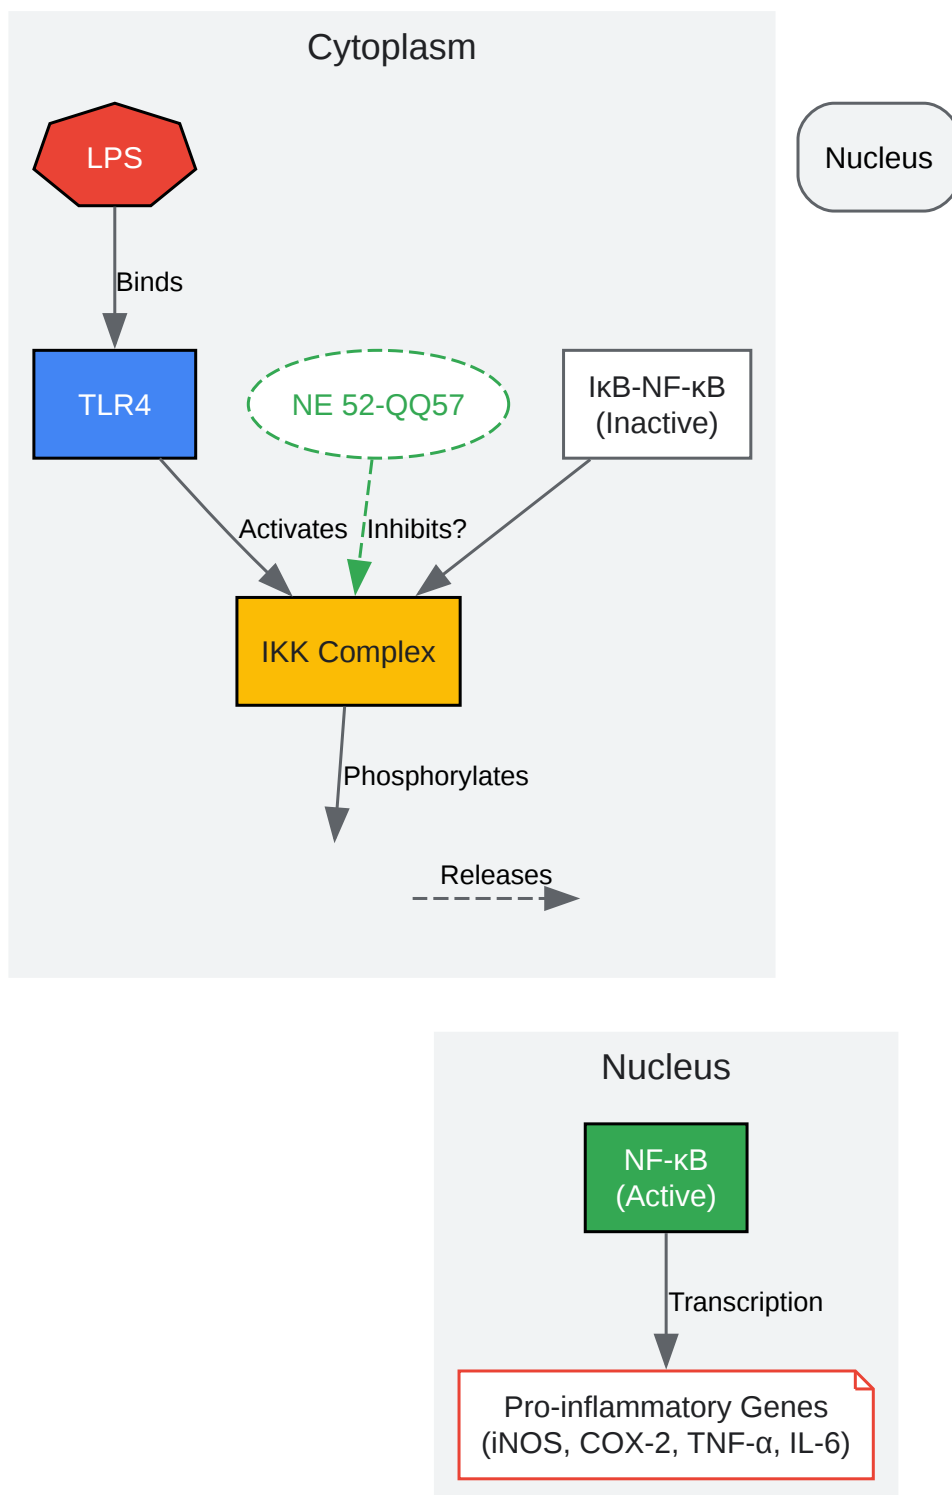 Cytoplasm
LPS
Nucleus
Binds
TLR4
NE 52-QQ57
IκB-NF-κB
(Inactive)
Activates
Inhibits?
IKK Complex
Phosphorylates
Releases
Nucleus
NF-κB
(Active)
Transcription
Pro-inflammatory Genes
(iNOS, COX-2, TNF-α, IL-6)